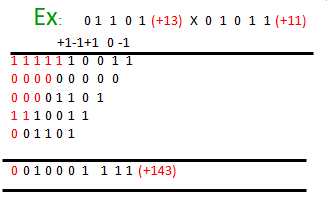 Ex: 0 1 1 0 1 (+13) X 0 1 0 1 1 (+11)
+1-1+1 0 -1
1 1 1 1 1 1 0 0 1 1
0 0 0 0 0 0 0 0 0
0 0 0 0 1 1 0 1
1 1 1 0 0 1 1
0 0 1 1 0 1
0 0 1 0 0 0 1 1 1 1 (+143)